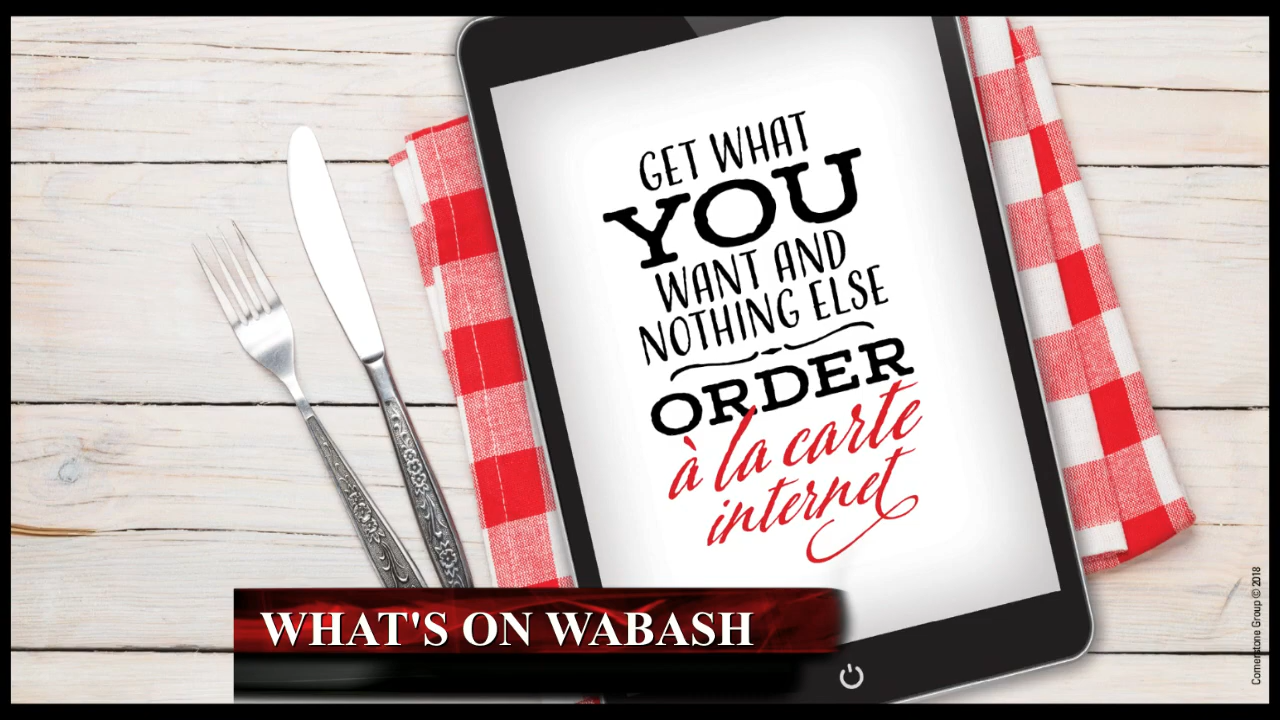 GET WHAT
YOU
WANT AND
NOTHING ELSE
ORDER
à la carte
internet
WHAT'S ON WABASH
Cornerstone Group © 2018